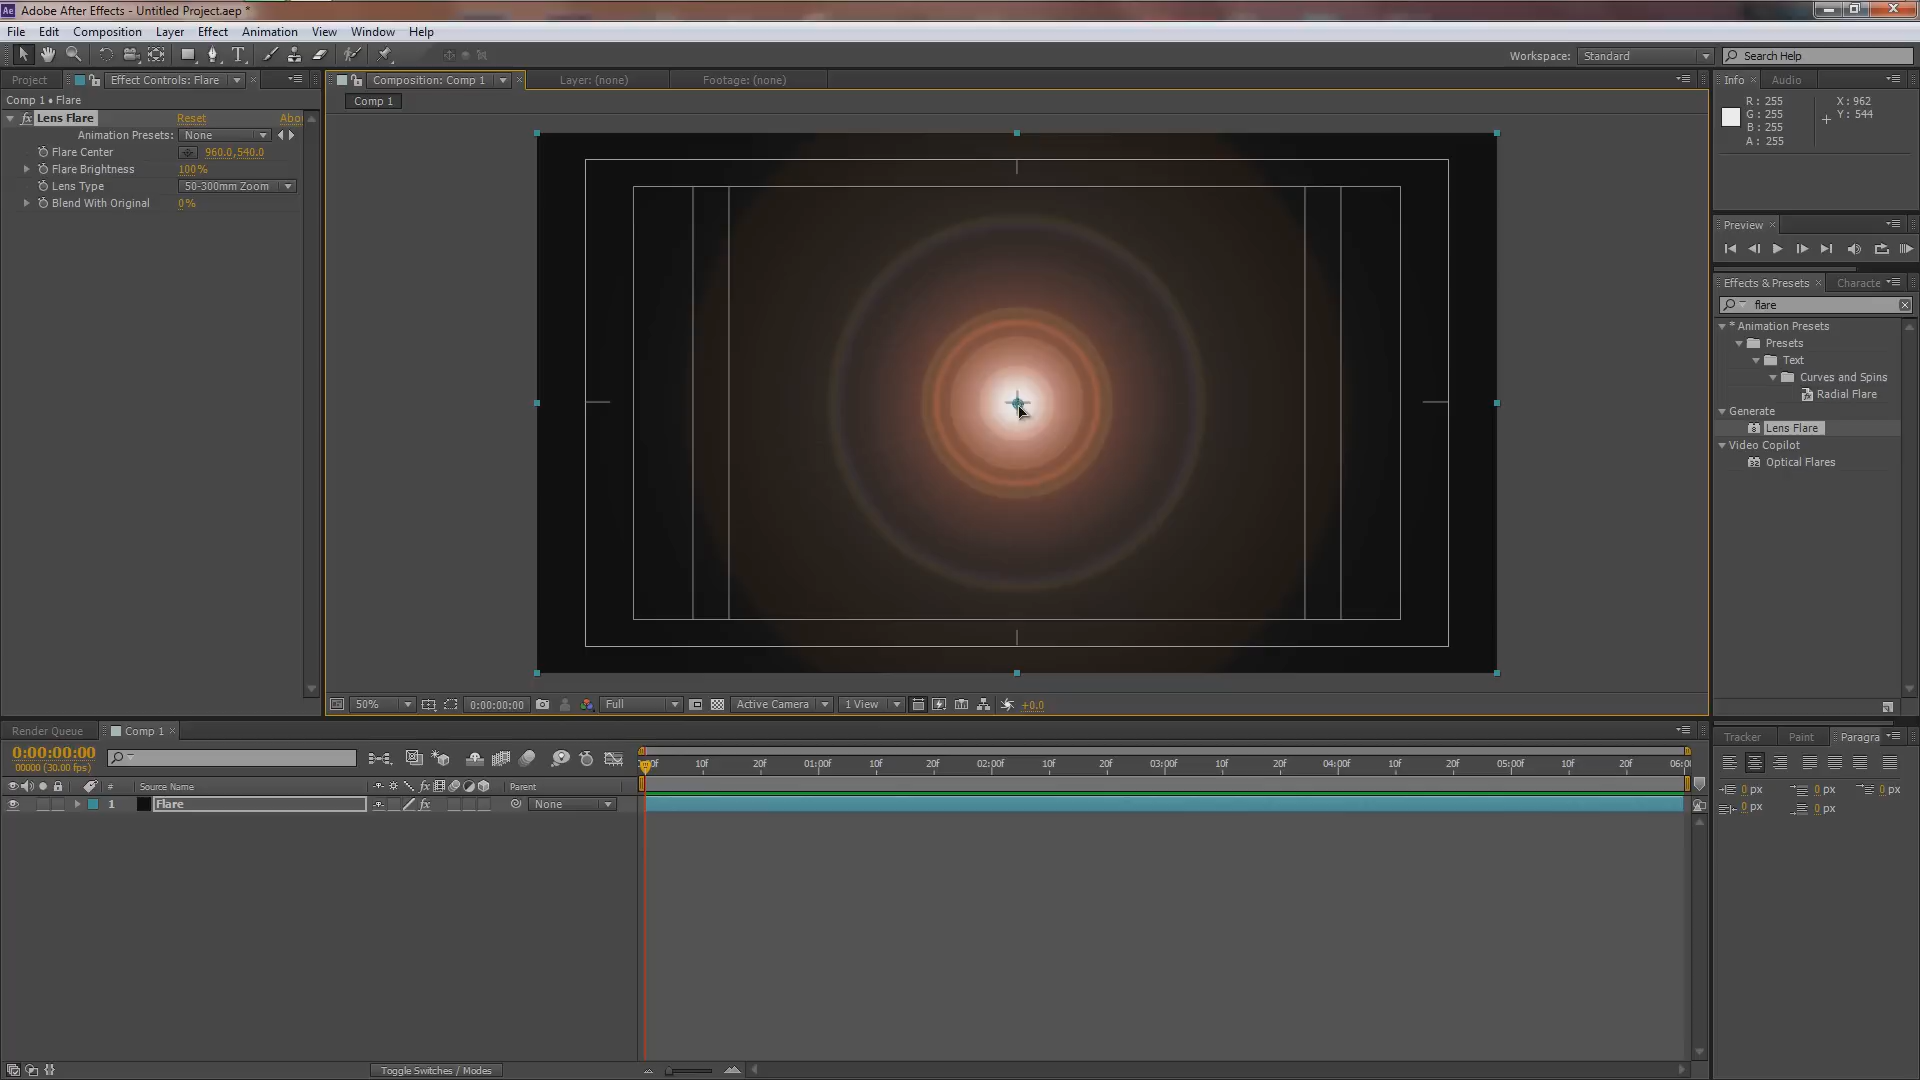 Adobe After Effects - Untitled Project.aep *
File Edit Composition Layer Effect Animation View Window Help
Workspace: Standard Search Help
Project Effect Controls: Flare Composition: Comp 1 Layer: (none) Footage: (none) Info Audio
Comp 1 • Flare
Comp 1
R: 255 X: 962
G: 255 Y: 544
B: 255
A: 255
fx Lens Flare Reset Abou
Animation Presets: None
Flare Center 960.0,540.0
Flare Brightness 100%
Lens Type 50-300mm Zoom
Blend With Original 0%
Preview
Effects & Presets Characte
flare
* Animation Presets
Presets
Text
Curves and Spins
Radial Flare
Generate
Lens Flare
Video Copilot
Optical Flares
50% 0:00:00:00 Full Active Camera 1 View +0.0
Render Queue Comp 1
Tracker Paint Paragra
0:00:00:00
00000 (30.00 fps)
:00f 10f 20f 01:00f 10f 20f 02:00f 10f 20f 03:00f 10f 20f 04:00f 10f 20f 05:00f 10f 20f 06:0
# Source Name fx Parent
1 Flare fx None
0 px 0 px 0 px
0 px 0 px
Toggle Switches / Modes